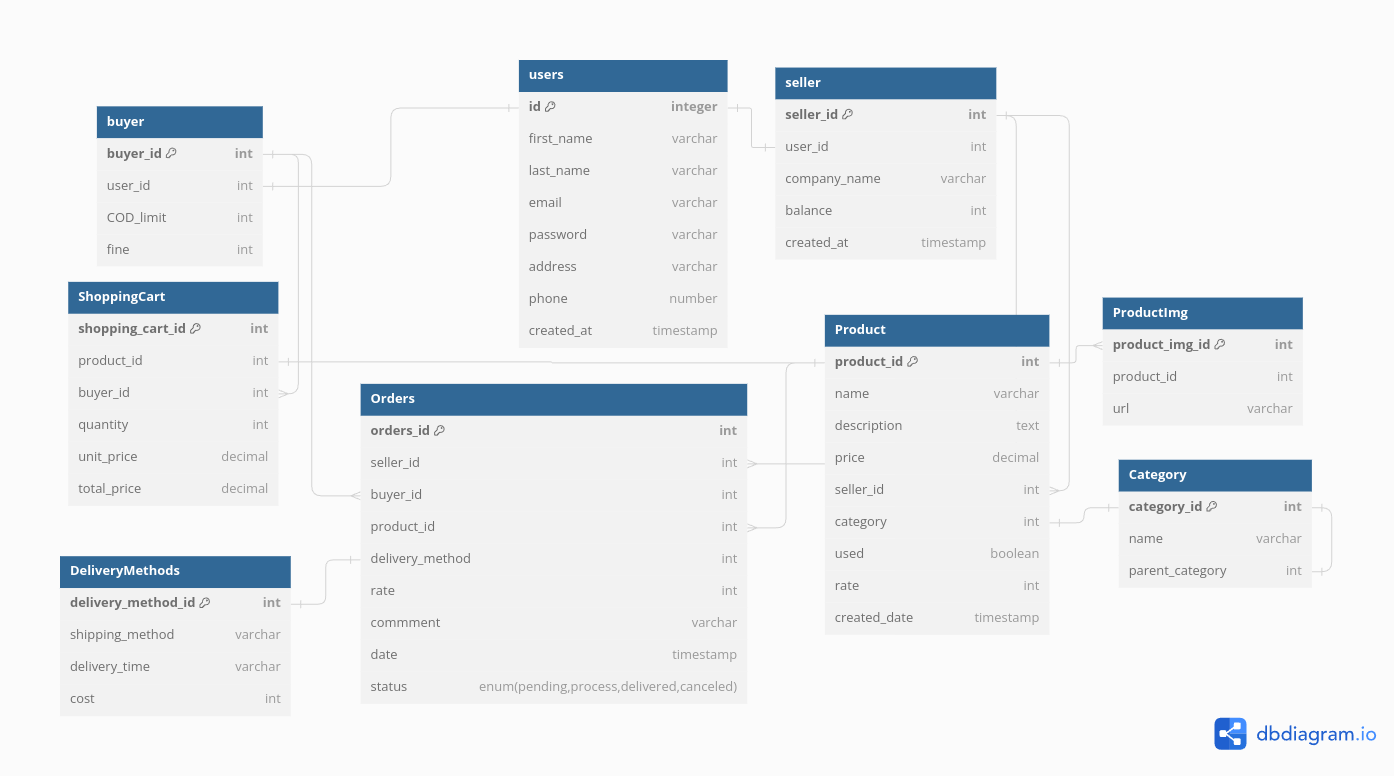 users
id integer
first_name varchar
last_name varchar
email varchar
password varchar
address varchar
phone number
created_at timestamp
seller
seller_id int
user_id int
company_name varchar
balance int
created_at timestamp
buyer
buyer_id int
user_id int
COD_limit int
fine int
ShoppingCart
shopping_cart_id int
product_id int
buyer_id int
quantity int
unit_price decimal
total_price decimal
Orders
orders_id int
seller_id int
buyer_id int
product_id int
delivery_method int
rate int
commment varchar
date timestamp
status enum(pending,process,delivered,canceled)
Product
product_id int
name varchar
description text
price decimal
seller_id int
category int
used boolean
rate int
created_date timestamp
ProductImg
product_img_id int
product_id int
url varchar
Category
category_id int
name varchar
parent_category int
DeliveryMethods
delivery_method_id int
shipping_method varchar
delivery_time varchar
cost int
dbdiagram.io